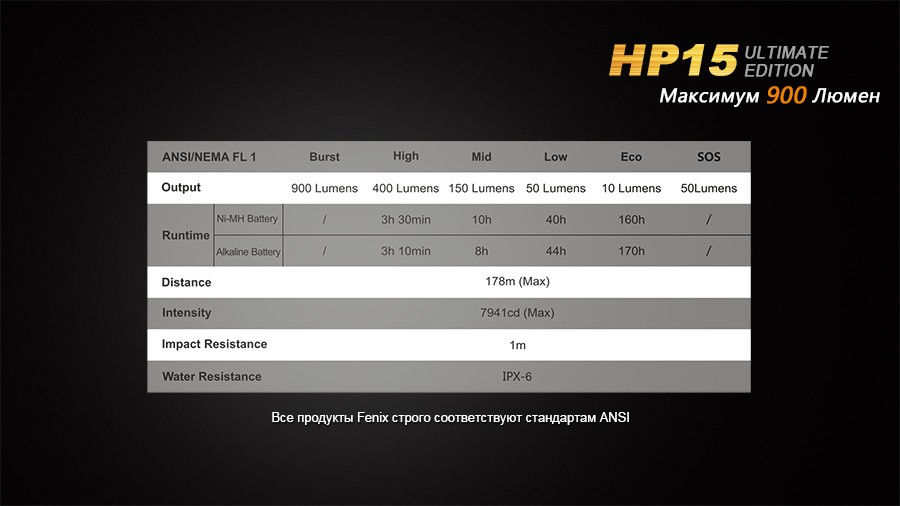 HP15 ULTIMATE EDITION
Максимум 900 Люмен
ANSI/NEMA FL 1 Burst High Mid Low Eco SOS
Output 900 Lumens 400 Lumens 150 Lumens 50 Lumens 10 Lumens 50Lumens
Runtime Ni-MH Battery / 3h 30min 10h 40h 160h /
Alkaline Battery / 3h 10min 8h 44h 170h /
Distance 178m (Max)
Intensity 7941cd (Max)
Impact Resistance 1m
Water Resistance IPX-6
Все продукты Fenix строго соответствуют стандартам ANSI